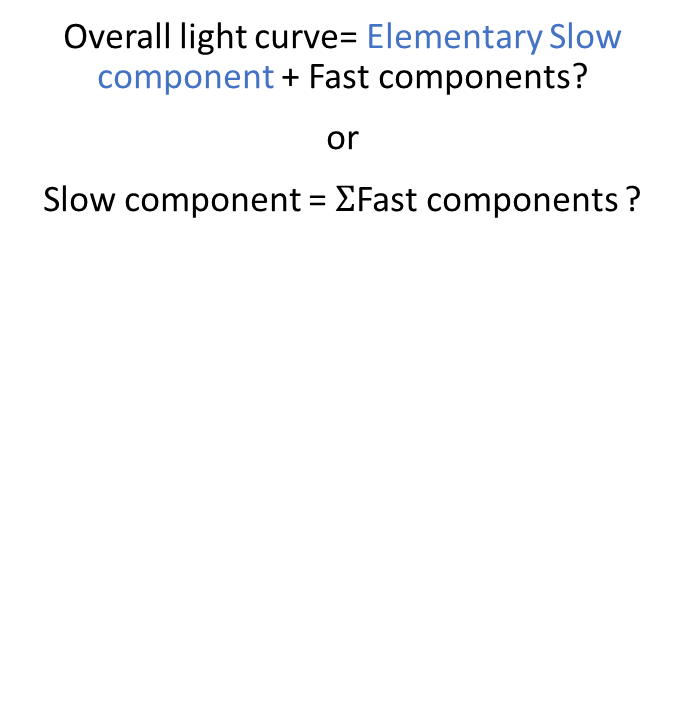 Overall light curve= Elementary Slow
component + Fast components?
or
Slow component = ΣFast components ?